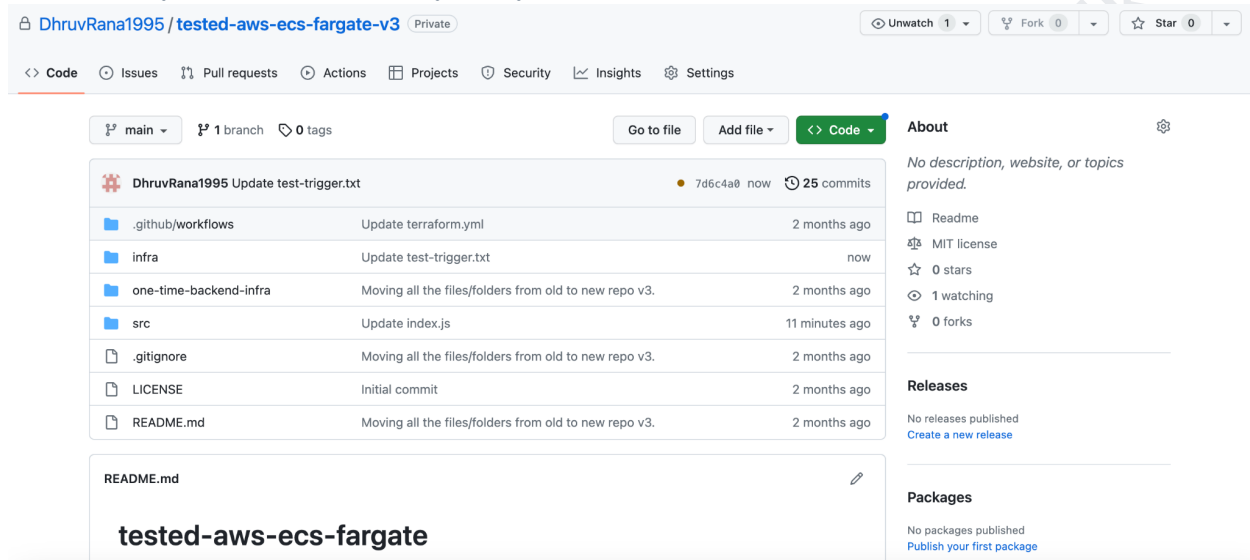 DhruvRana1995 / tested-aws-ecs-fargate-v3 Private
Unwatch 1 Fork 0 Star 0
Code Issues Pull requests Actions Projects Security Insights Settings
main 1 branch 0 tags Go to file Add file Code
DhruvRana1995 Update test-trigger.txt 7d6c4a0 now 25 commits
.github/workflows Update terraform.yml 2 months ago
infra Update test-trigger.txt now
one-time-backend-infra Moving all the files/folders from old to new repo v3. 2 months ago
src Update index.js 11 minutes ago
.gitignore Moving all the files/folders from old to new repo v3. 2 months ago
LICENSE Initial commit 2 months ago
README.md Moving all the files/folders from old to new repo v3. 2 months ago
README.md
tested-aws-ecs-fargate
About
No description, website, or topics
provided.
Readme
MIT license
0 stars
1 watching
0 forks
Releases
No releases published
Create a new release
Packages
No packages published
Publish your first package